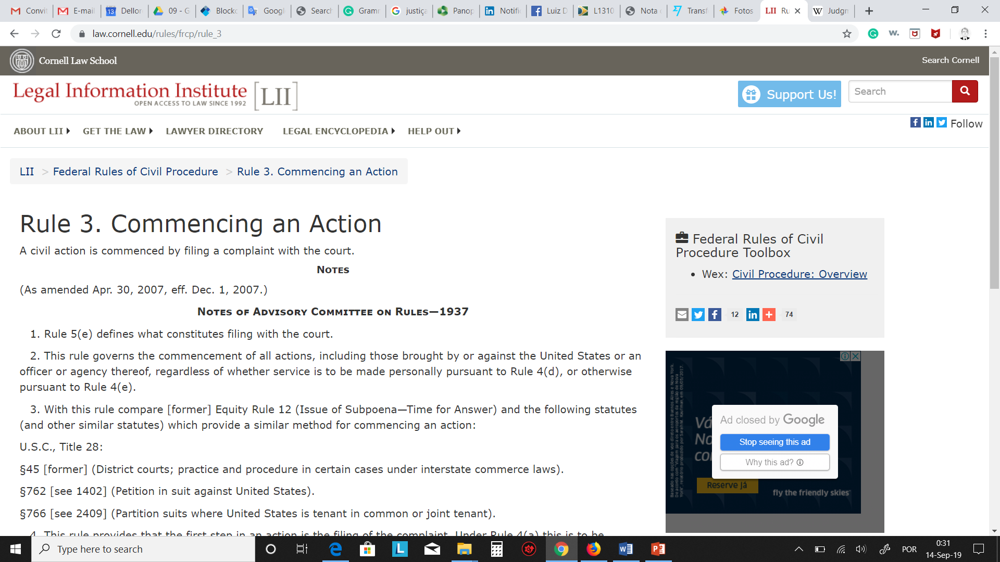 Convit
E-mail
13 Dellor
09 - G
Blockc
Googl
Search
Gramr
justiça
Panop
Notific
Luiz D
L1310
Nota
Transf
Fotos
LII Ru
W Judgm
law.cornell.edu/rules/frcp/rule_3
Cornell Law School
Search Cornell
Legal Information Institute [LII]
OPEN ACCESS TO LAW SINCE 1992
Support Us!
Search
ABOUT LII GET THE LAW LAWYER DIRECTORY LEGAL ENCYCLOPEDIA HELP OUT
Follow
LII > Federal Rules of Civil Procedure > Rule 3. Commencing an Action
Rule 3. Commencing an Action
A civil action is commenced by filing a complaint with the court.
NOTES
(As amended Apr. 30, 2007, eff. Dec. 1, 2007.)
NOTES OF ADVISORY COMMITTEE ON RULES—1937
1. Rule 5(e) defines what constitutes filing with the court.
2. This rule governs the commencement of all actions, including those brought by or against the United States or an
officer or agency thereof, regardless of whether service is to be made personally pursuant to Rule 4(d), or otherwise
pursuant to Rule 4(e).
3. With this rule compare [former] Equity Rule 12 (Issue of Subpoena—Time for Answer) and the following statutes
(and other similar statutes) which provide a similar method for commencing an action:
U.S.C., Title 28:
§45 [former] (District courts; practice and procedure in certain cases under interstate commerce laws).
§762 [see 1402] (Petition in suit against United States).
§766 [see 2409] (Partition suits where United States is tenant in common or joint tenant).
4. This rule provides that the first step in an action is the filing of the complaint. Under Rule 4(a) this is to be
Federal Rules of Civil
Procedure Toolbox
• Wex: Civil Procedure: Overview
12
74
Vá
No
co
Ad closed by Google
Stop seeing this ad
Why this ad?
Reserve já
fly the friendly skies
Type here to search
POR
0:31
14-Sep-19